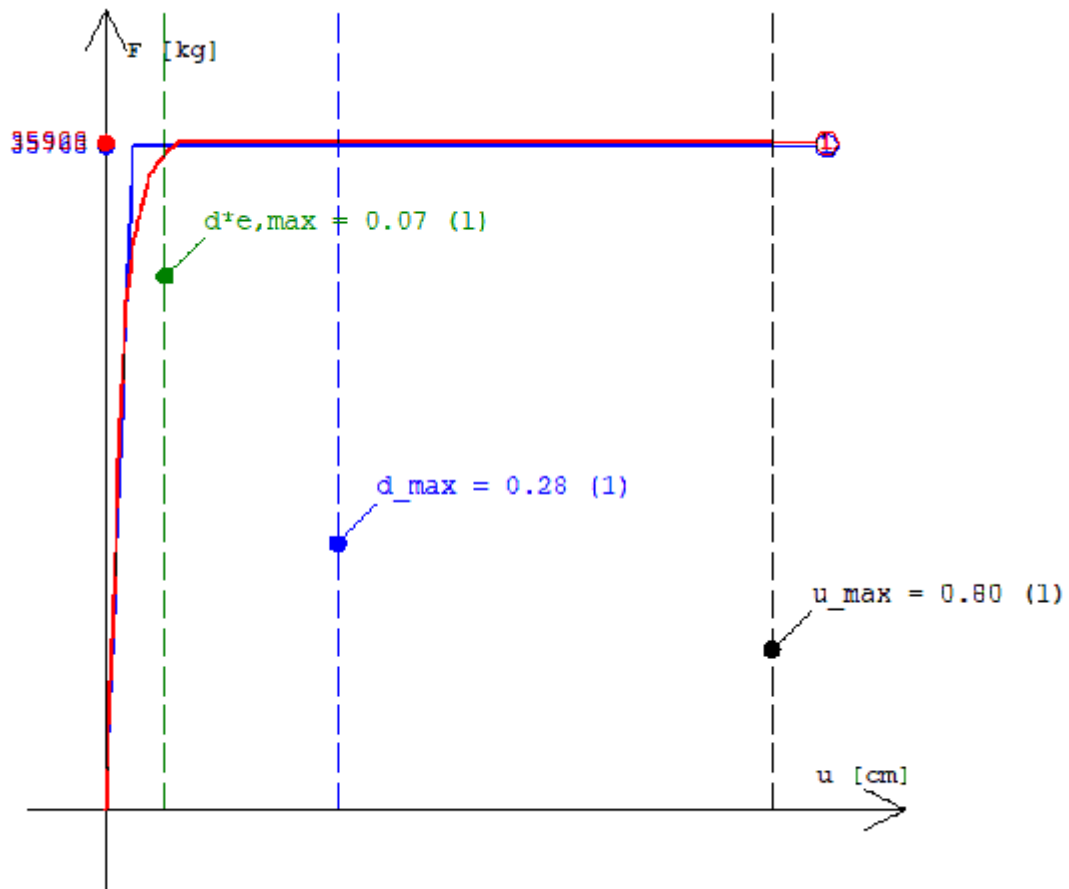 F [kg]
d*e,max = 0.07 (1)
d_max = 0.28 (1)
u_max = 0.80 (1)
u [cm]